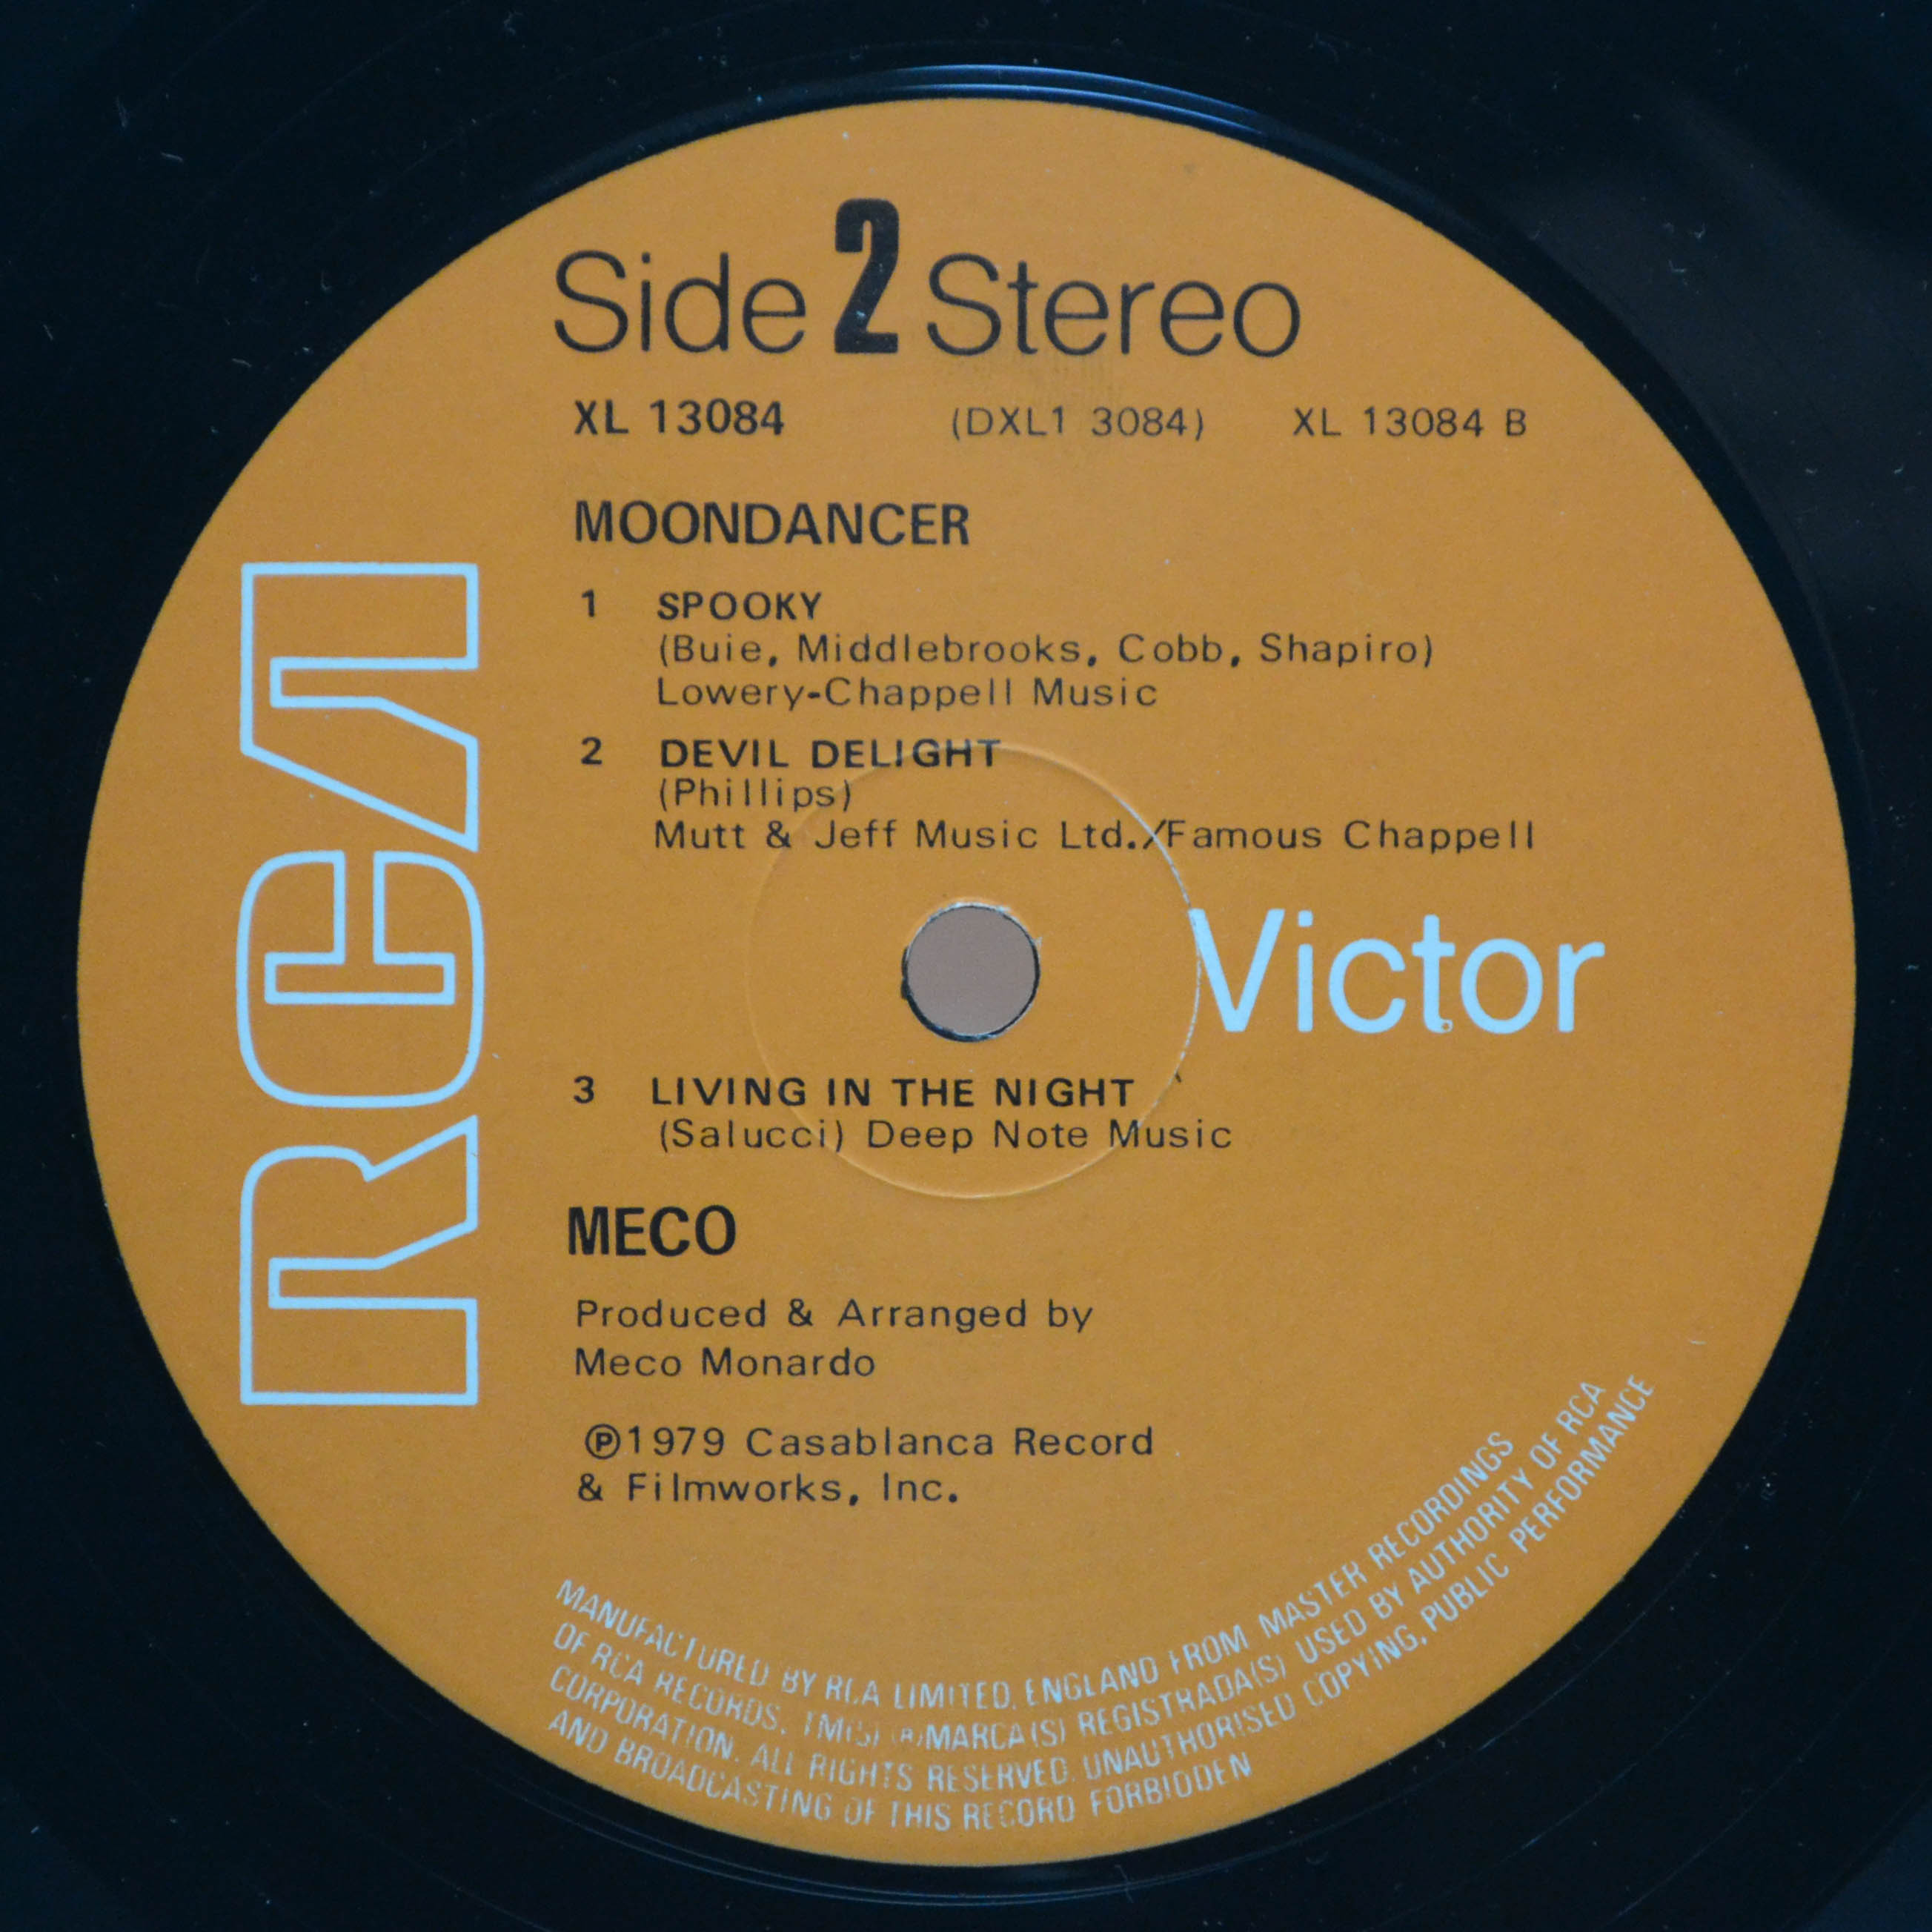 Side 2 Stereo
XL 13084 (DXL1 3084) XL 13084 B
MOONDANCER
1 SPOOKY
(Buie, Middlebrooks, Cobb, Shapiro)
Lowery-Chappell Music
2 DEVIL DELIGHT
(Phillips)
Mutt & Jeff Music Ltd./Famous Chappell
RCA
Victor
3 LIVING IN THE NIGHT
(Salucci) Deep Note Music
MECO
Produced & Arranged by
Meco Monardo
℗1979 Casablanca Record
& Filmworks, Inc.
MANUFACTURED BY RCA LIMITED, ENGLAND FROM MASTER RECORDINGS
OF RCA RECORDS. TM(S) ® MARCA(S) REGISTRADA(S) USED BY AUTHORITY OF RCA
CORPORATION. ALL RIGHTS RESERVED. UNAUTHORISED COPYING, PUBLIC PERFORMANCE
AND BROADCASTING OF THIS RECORD FORBIDDEN